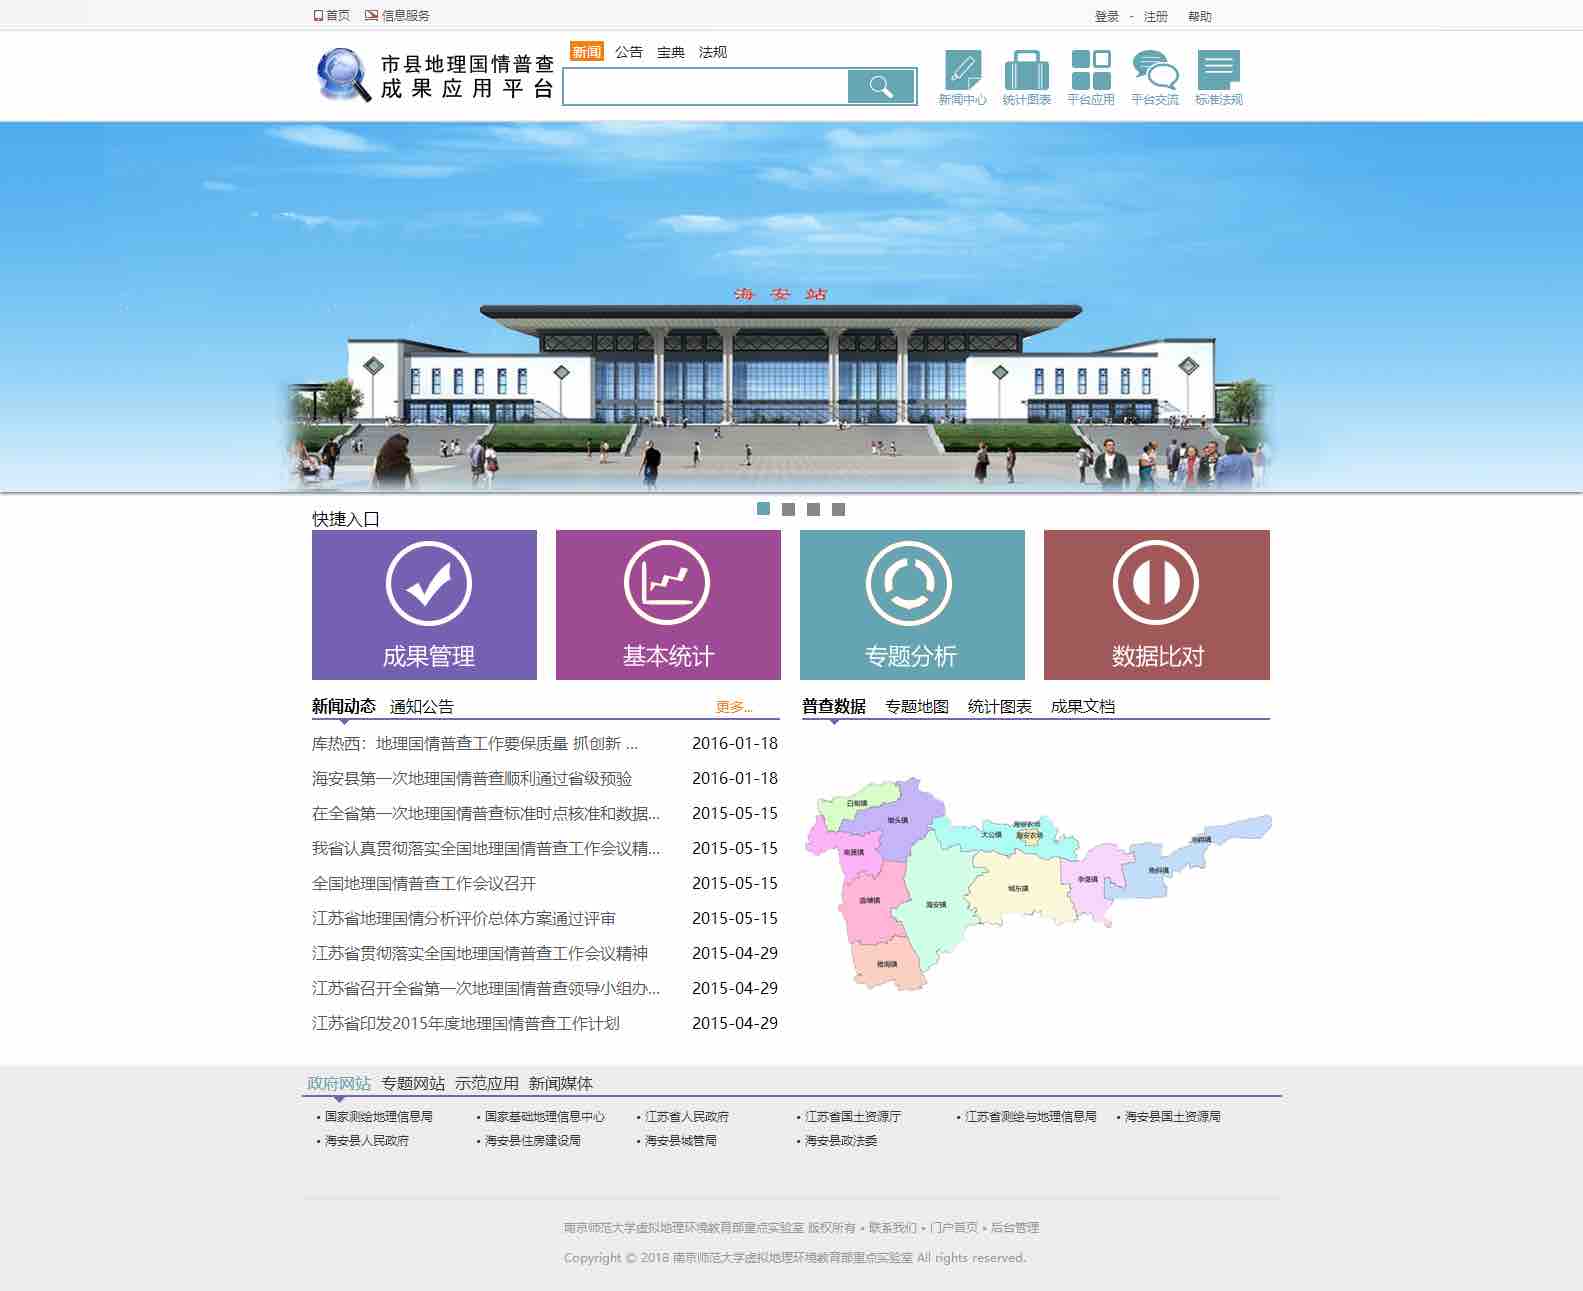 首页 信息服务 登录 - 注册 帮助
市县地理国情普查
成果应用平台
新闻 公告 宝典 法规
新闻中心 统计图表 平台应用 平台交流 标准法规
海安站
快捷入口
成果管理 基本统计 专题分析 数据比对
新闻动态 通知公告 更多...
库热西：地理国情普查工作要保质量 抓创新 ... 2016-01-18
海安县第一次地理国情普查顺利通过省级预验 2016-01-18
在全省第一次地理国情普查标准时点核准和数据... 2015-05-15
我省认真贯彻落实全国地理国情普查工作会议精... 2015-05-15
全国地理国情普查工作会议召开 2015-05-15
江苏省地理国情分析评价总体方案通过评审 2015-05-15
江苏省贯彻落实全国地理国情普查工作会议精神 2015-04-29
江苏省召开全省第一次地理国情普查领导小组办... 2015-04-29
江苏省印发2015年度地理国情普查工作计划 2015-04-29
普查数据 专题地图 统计图表 成果文档
白甸镇
墩头镇
南莫镇
大公镇
海安农场
李堡镇
角斜镇
城东镇
曲塘镇
海安镇
雅周镇
政府网站 专题网站 示范应用 新闻媒体
• 国家测绘地理信息局 • 国家基础地理信息中心 • 江苏省人民政府 • 江苏省国土资源厅 • 江苏省测绘与地理信息局 • 海安县国土资源局
• 海安县人民政府 • 海安县住房建设局 • 海安县城管局 • 海安县政法委
南京师范大学虚拟地理环境教育部重点实验室 版权所有 • 联系我们 • 门户首页 • 后台管理
Copyright © 2018 南京师范大学虚拟地理环境教育部重点实验室 All rights reserved.